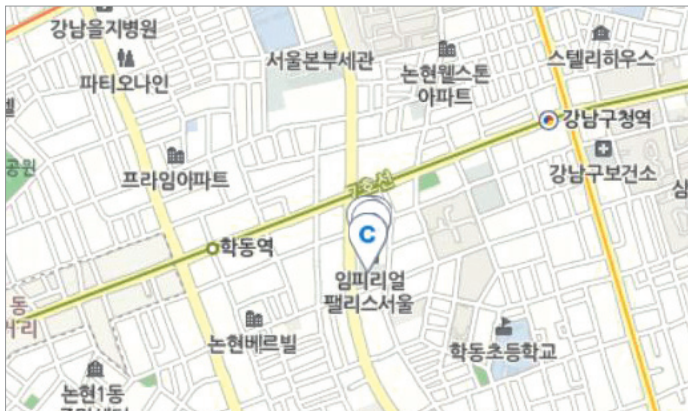 강남을지병원
파티오나인
서울본부세관
논현웰스톤
아파트
스텔리하우스
강남구청역
강남구보건소
공원
프라임아파트
7호선
학동역
C
임피리얼
팰리스서울
논현베르빌
학동초등학교
논현1동